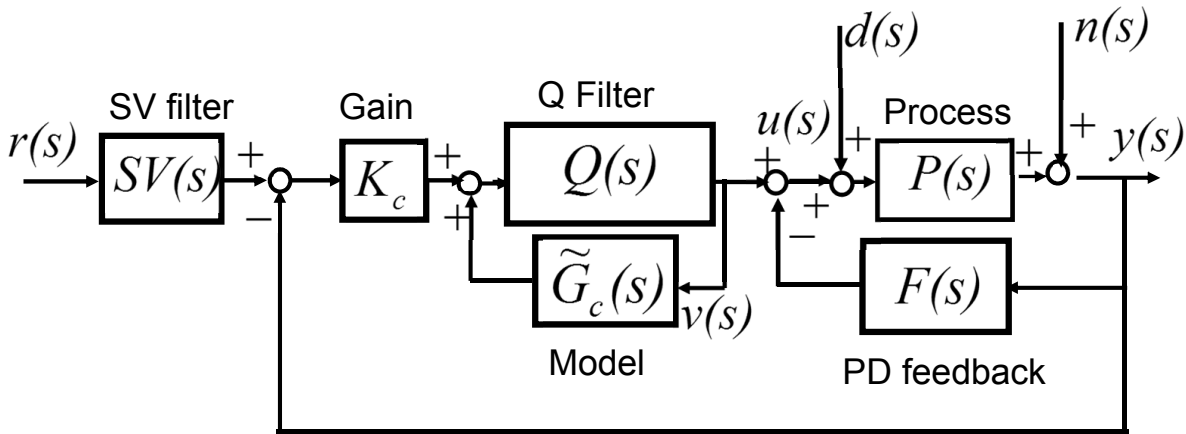 d(s)
n(s)
SV filter
Gain
Q Filter
u(s)
Process
r(s)
SV(s)
+
−
K_c
+
+
Q(s)
+
−
+
+
P(s)
+
+
y(s)
G̃_c(s)
v(s)
F(s)
Model
PD feedback